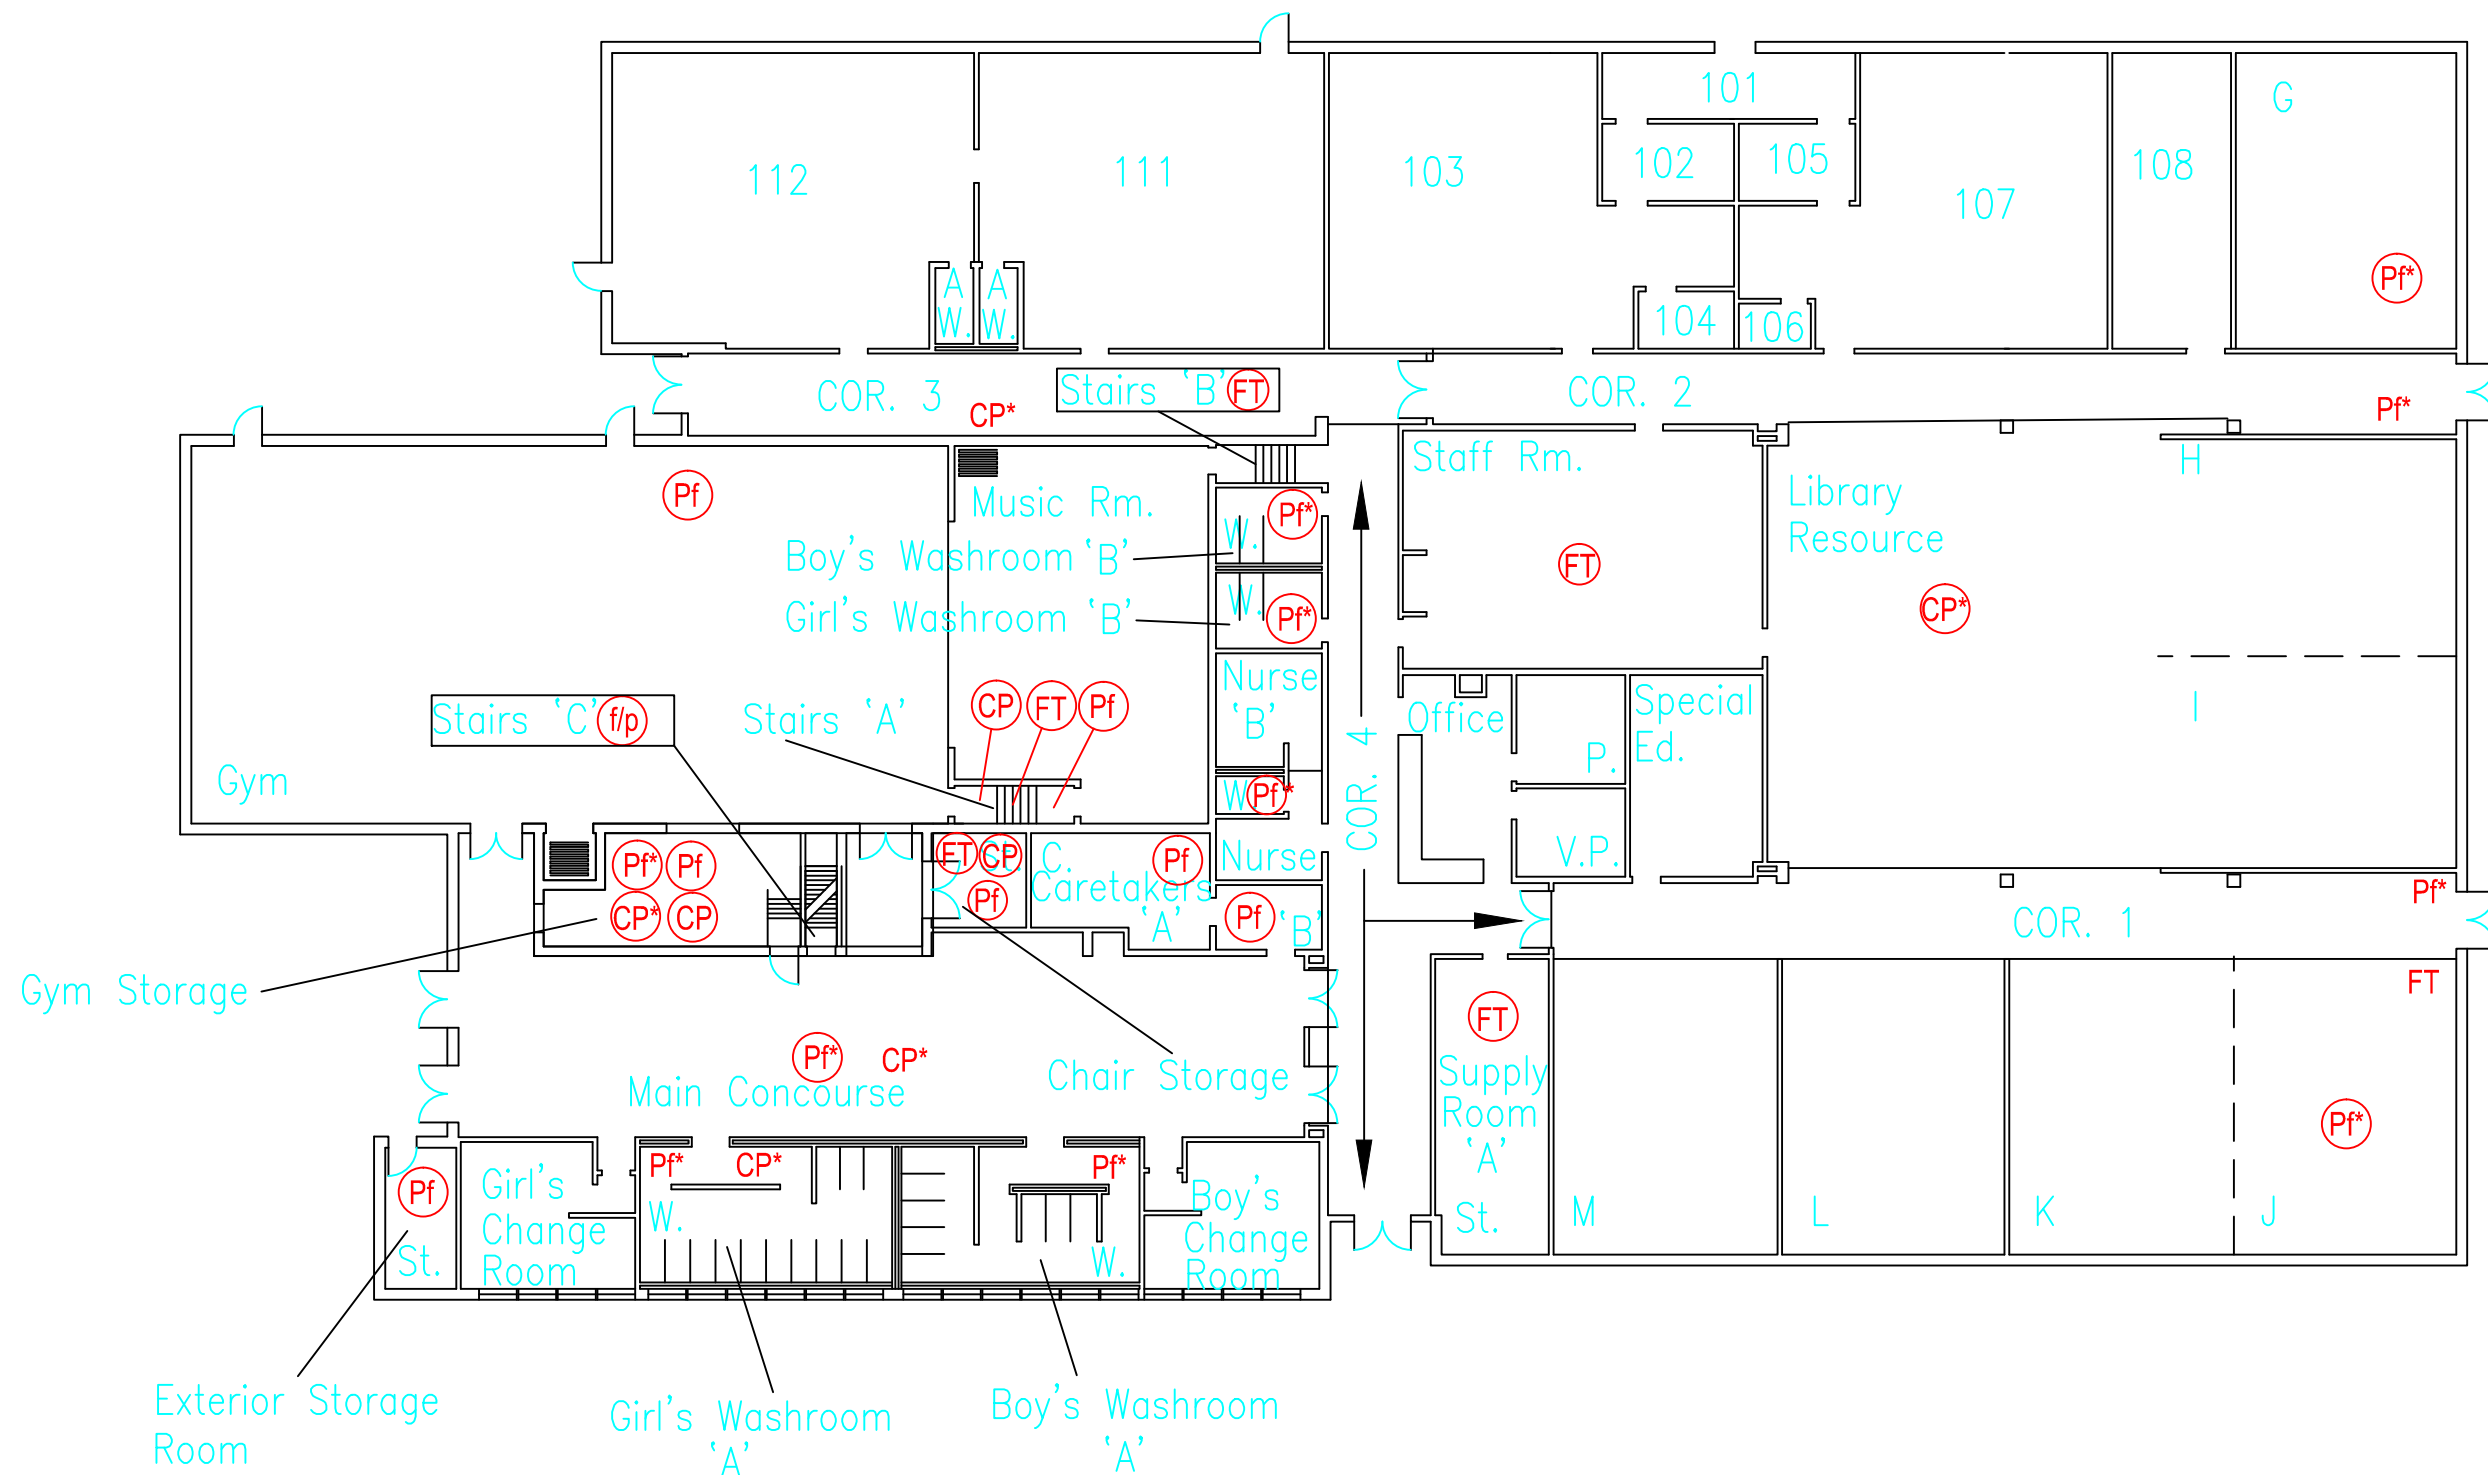 101
G
112
111
103
102
105
108
107
Pf*
A
W.
A
W.
104
106
COR. 3
CP*
Stairs 'B'
FT
COR. 2
Pf*
Staff Rm.
H
Pf
Music Rm.
W.
Pf*
Library
Resource
Boy's Washroom 'B'
FT
Girl's Washroom 'B'
W.
Pf*
CP*
Stairs 'C'
f/p
Stairs 'A'
CP
FT
Pf
Nurse
'B'
COR. 4
Office
P.
Special
Ed.
I
Gym
W
Pf*
V.P.
Pf*
Pf
CP*
CP
FT
St.
CP
Pf
C.
Caretakers
'A'
Pf
Nurse
Pf
'B'
Pf*
COR. 1
Gym Storage
FT
FT
Pf*
CP*
Main Concourse
Chair Storage
Supply
Room
'A'
St.
Pf*
Pf
St.
Girl's
Change
Room
Pf*
CP*
W.
Pf*
W.
Boy's
Change
Room
M
L
K
J
Exterior Storage
Room
Girl's Washroom
'A'
Boy's Washroom
'A'